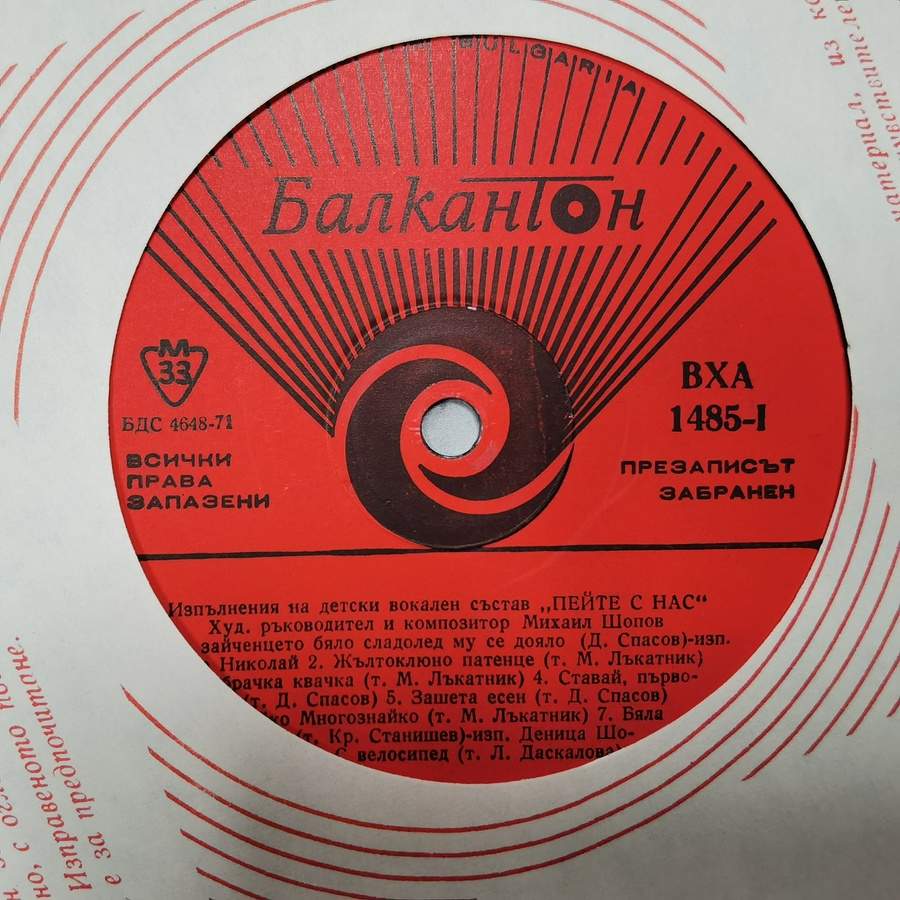 BULGARIA
Балкантон
М
33
БДС 4648-71
ВСИЧКИ
ПРАВА
ЗАПАЗЕНИ
ВХА
1485-I
ПРЕЗАПИСЪТ
ЗАБРАНЕН
Изпълнения на детски вокален състав „ПЕЙТЕ С НАС“
Худ. ръководител и композитор Михаил Шопов
зайченцето бяло сладолед му се дояло (Д. Спасов)-изп.
Николай 2. Жълтоклюно патенце (т. М. Лъкатник)
квачка (т. М. Лъкатник) 4. Ставай, първо-
(т. Д. Спасов) 5. Зашета есен (т. Д. Спасов)
Многознайко (т. М. Лъкатник) 7. Бяла
(т. Кр. Станишев)-изп. Деница Шо-
С велосипед (т. Л. Даскалова)
материал, из
Изправеното
е за предпочитане.